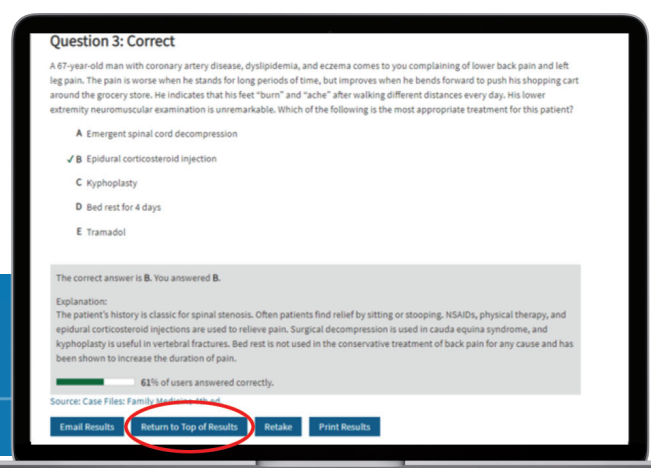 Question 3: Correct
A 67-year-old man with coronary artery disease, dyslipidemia, and eczema comes to you complaining of lower back pain and left
leg pain. The pain is worse when he stands for long periods of time, but improves when he bends forward to push his shopping cart
around the grocery store. He indicates that his feet "burn" and "ache" after walking different distances every day. His lower
extremity neuromuscular examination is unremarkable. Which of the following is the most appropriate treatment for this patient?
A Emergent spinal cord decompression
✓ B Epidural corticosteroid injection
C Kyphoplasty
D Bed rest for 4 days
E Tramadol
The correct answer is B. You answered B.
Explanation:
The patient's history is classic for spinal stenosis. Often patients find relief by sitting or stooping. NSAIDs, physical therapy, and
epidural corticosteroid injections are used to relieve pain. Surgical decompression is used in cauda equina syndrome, and
kyphoplasty is useful in vertebral fractures. Bed rest is not used in the conservative treatment of back pain for any cause and has
been shown to increase the duration of pain.
61% of users answered correctly.
Source: Case Files: Family Medicine 4th ed
Email Results Return to Top of Results Retake Print Results